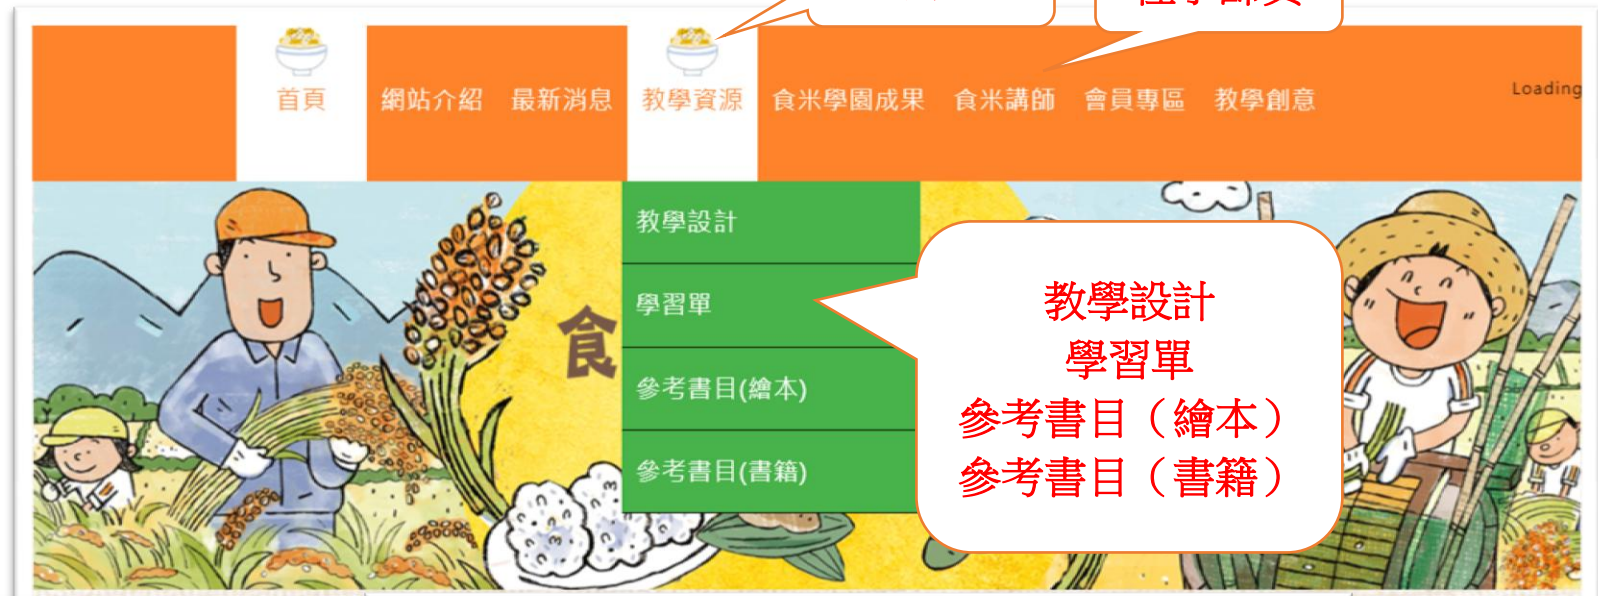 首頁
網站介紹
最新消息
教學資源
食米學園成果
食米講師
會員專區
教學創意
Loading
教學設計
學習單
參考書目(繪本)
參考書目(書籍)
食
教學設計
學習單
參考書目（繪本）
參考書目（書籍）